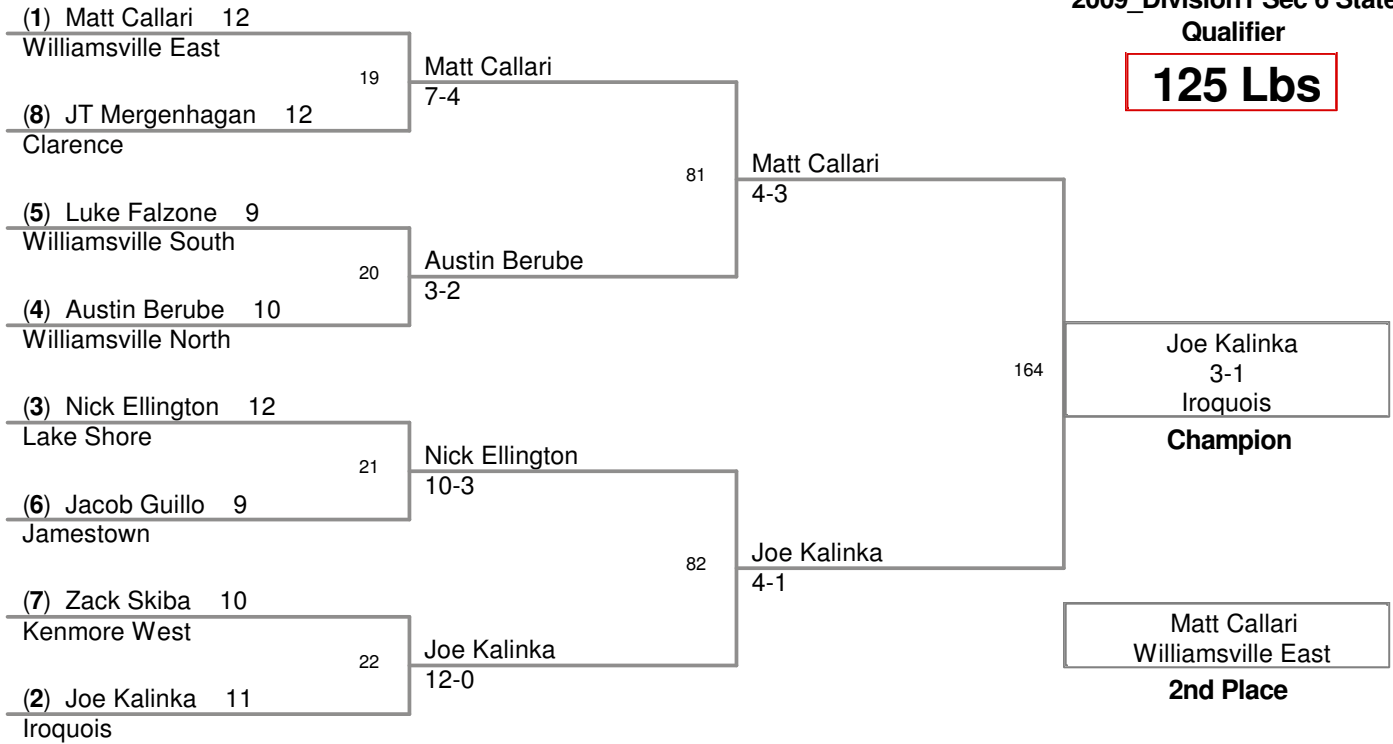 2009_Division1 Sec 6 State
Qualifier
125 Lbs
(1) Matt Callari 12
Williamsville East
19
(8) JT Mergenhagan 12
Clarence
Matt Callari
7-4
(5) Luke Falzone 9
Williamsville South
20
(4) Austin Berube 10
Williamsville North
Austin Berube
3-2
81
Matt Callari
4-3
(3) Nick Ellington 12
Lake Shore
21
(6) Jacob Guillo 9
Jamestown
Nick Ellington
10-3
(7) Zack Skiba 10
Kenmore West
22
(2) Joe Kalinka 11
Iroquois
Joe Kalinka
12-0
82
Joe Kalinka
4-1
164
Joe Kalinka
3-1
Iroquois
Champion
Matt Callari
Williamsville East
2nd Place